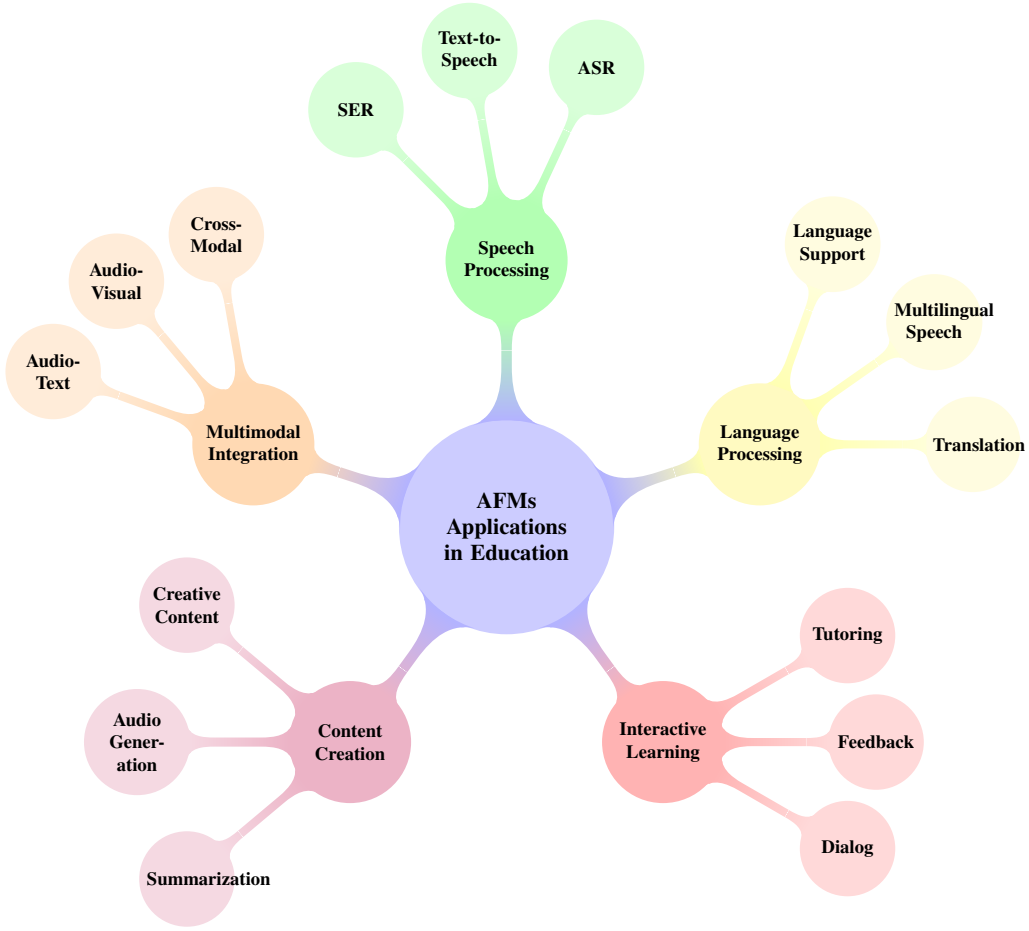 Text-to-
Speech
ASR
SER
Speech
Processing
Cross-
Modal
Audio-
Visual
Audio-
Text
Multimodal
Integration
Language
Support
Multilingual
Speech
Translation
Language
Processing
AFMs
Applications
in Education
Creative
Content
Audio
Gener-
ation
Summarization
Content
Creation
Interactive
Learning
Tutoring
Feedback
Dialog